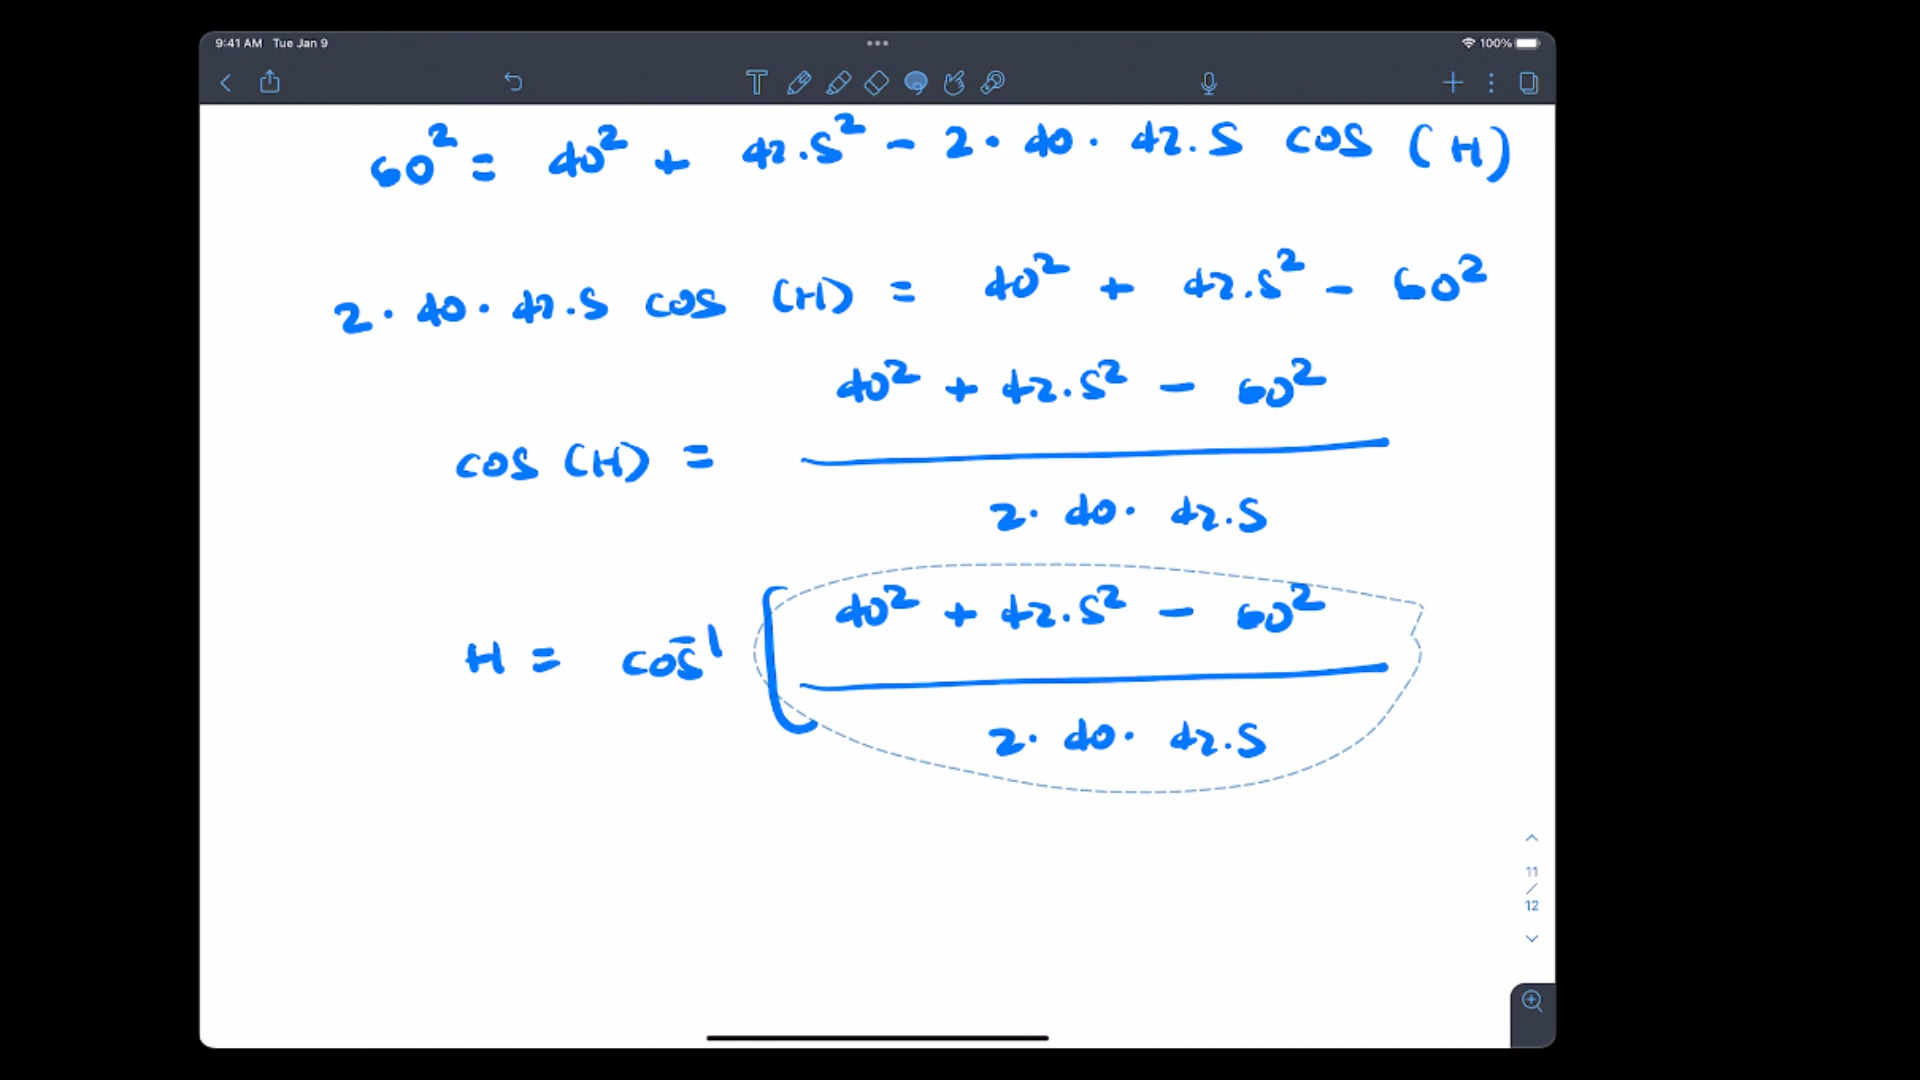 9:41 AM Tue Jan 9 100%
60² = 40² + 42.5² - 2 · 40 · 42.5 cos (H)
2 · 40 · 42.5 cos (H) = 40² + 42.5² - 60²
40² + 42.5² - 60²
cos (H) =
2 · 40 · 42.5
40² + 42.5² - 60²
H = cos⁻¹ [
2 · 40 · 42.5
11
/
12